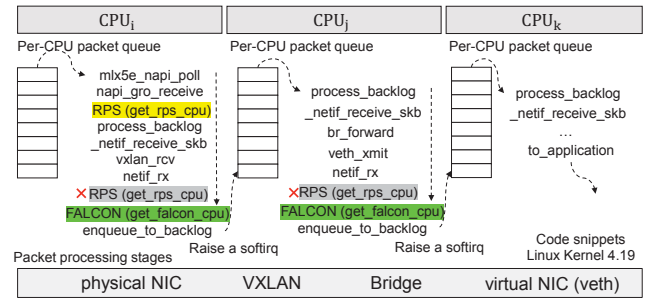 CPUi
CPUj
CPUk
Per-CPU packet queue
mlx5e_napi_poll
napi_gro_receive
RPS (get_rps_cpu)
process_backlog
_netif_receive_skb
vxlan_rcv
netif_rx
×RPS (get_rps_cpu)
FALCON (get_falcon_cpu)
enqueue_to_backlog
Raise a softirq
Per-CPU packet queue
process_backlog
_netif_receive_skb
br_forward
veth_xmit
netif_rx
×RPS (get_rps_cpu)
FALCON (get_falcon_cpu)
enqueue_to_backlog
Raise a softirq
Per-CPU packet queue
process_backlog
_netif_receive_skb
...
to_application
Code snippets
Linux Kernel 4.19
Packet processing stages
physical NIC VXLAN Bridge virtual NIC (veth)